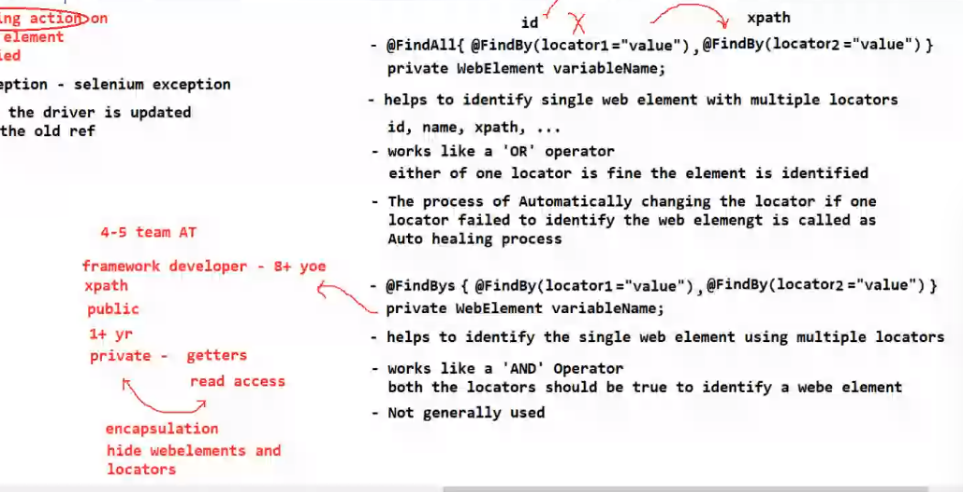 ing action on
element
ied
eption - selenium exception
the driver is updated
the old ref
4-5 team AT
framework developer - 8+ yoe
xpath
public
1+ yr
private - getters
read access
encapsulation
hide webelements and
locators
id X xpath
- @FindAll{ @FindBy(locator1="value"),@FindBy(locator2="value") }
private WebElement variableName;
- helps to identify single web element with multiple locators
id, name, xpath, ...
- works like a 'OR' operator
either of one locator is fine the element is identified
- The process of Automatically changing the locator if one
locator failed to identify the web elemengt is called as
Auto healing process
- @FindBys { @FindBy(locator1="value"),@FindBy(locator2="value") }
private WebElement variableName;
- helps to identify the single web element using multiple locators
- works like a 'AND' Operator
both the locators should be true to identify a webe element
- Not generally used